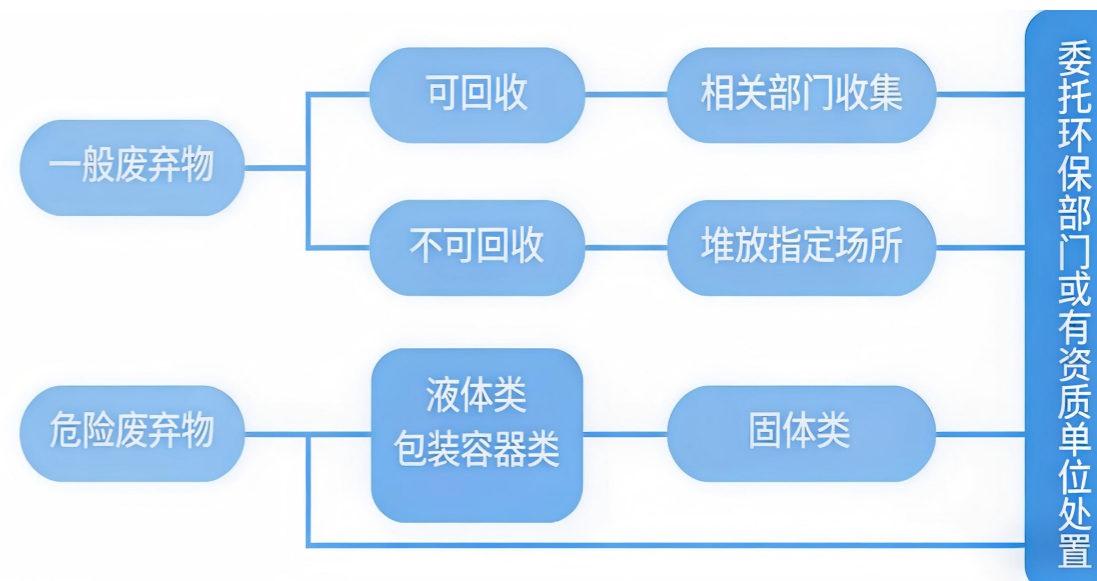 一般废弃物
可回收
相关部门收集
不可回收
堆放指定场所
危险废弃物
液体类
包装容器类
固体类
委托环保部门或有资质单位处置